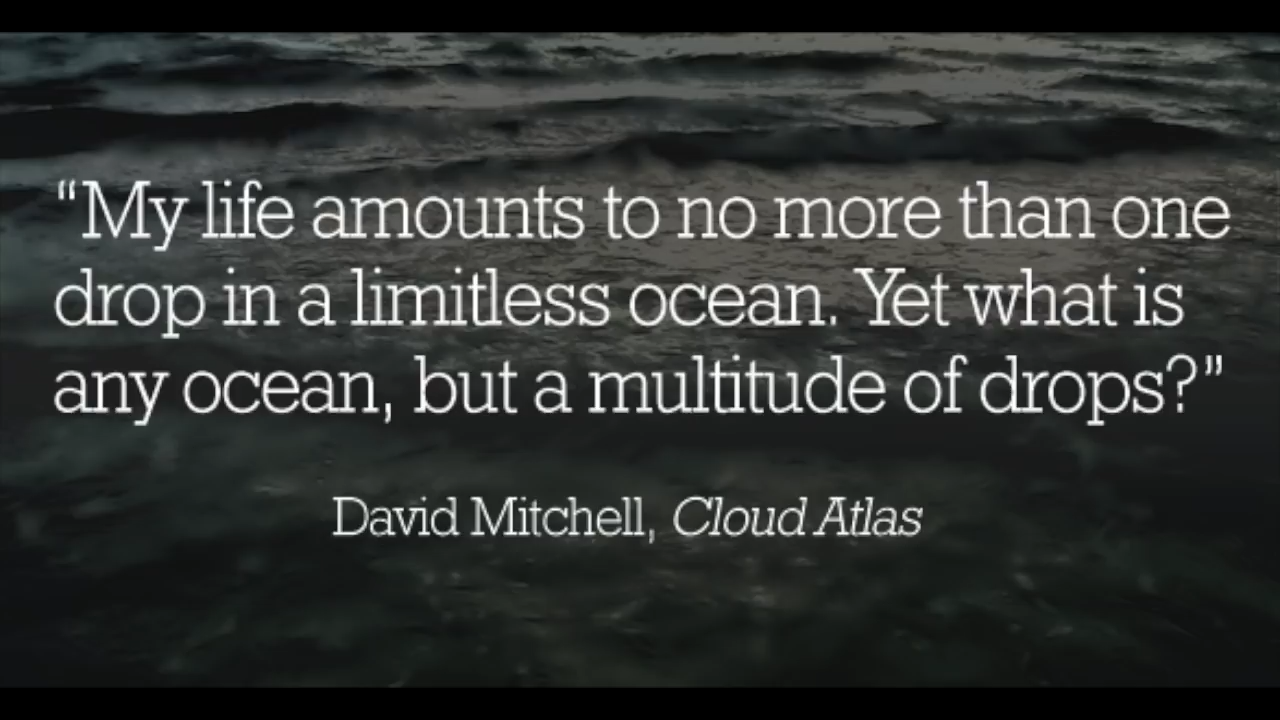 “My life amounts to no more than one
drop in a limitless ocean. Yet what is
any ocean, but a multitude of drops?”
David Mitchell, Cloud Atlas